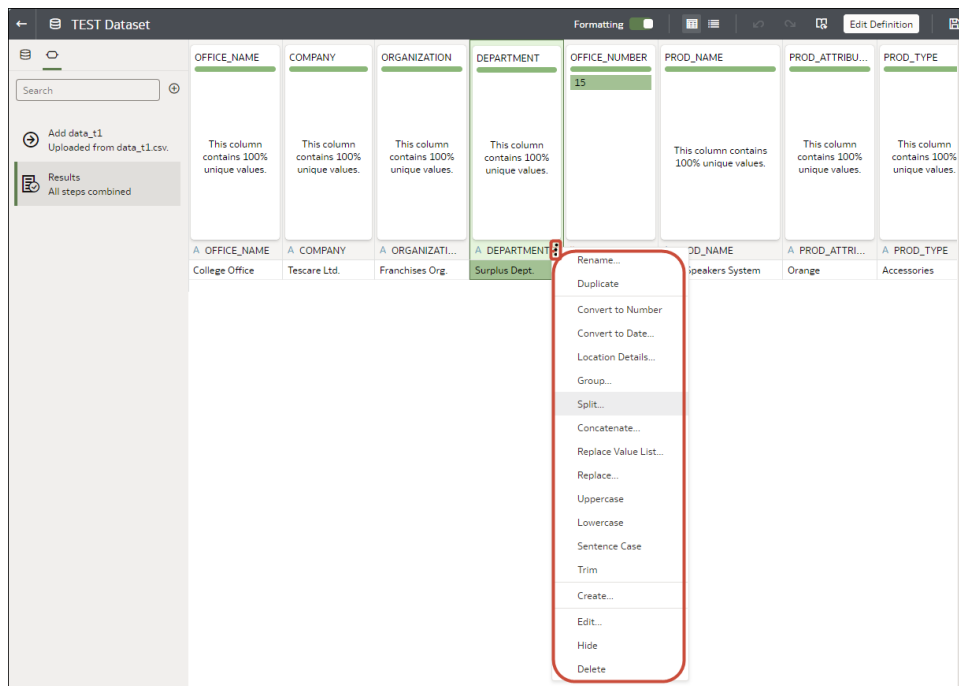 TEST Dataset
Formatting
Edit Definition
Search
Add data_t1
Uploaded from data_t1.csv.
Results
All steps combined
OFFICE_NAME COMPANY ORGANIZATION DEPARTMENT OFFICE_NUMBER PROD_NAME PROD_ATTRIBU... PROD_TYPE
15
This column contains 100% unique values.
This column contains 100% unique values.
This column contains 100% unique values.
This column contains 100% unique values.
This column contains 100% unique values.
This column contains 100% unique values.
This column contains 100% unique values.
A OFFICE_NAME A COMPANY A ORGANIZATI... A DEPARTMENT OD_NAME A PROD_ATTRI... A PROD_TYPE
College Office Tescare Ltd. Franchises Org. Surplus Dept. Speakers System Orange Accessories
Rename...
Duplicate
Convert to Number
Convert to Date...
Location Details...
Group...
Split...
Concatenate...
Replace Value List...
Replace...
Uppercase
Lowercase
Sentence Case
Trim
Create...
Edit...
Hide
Delete